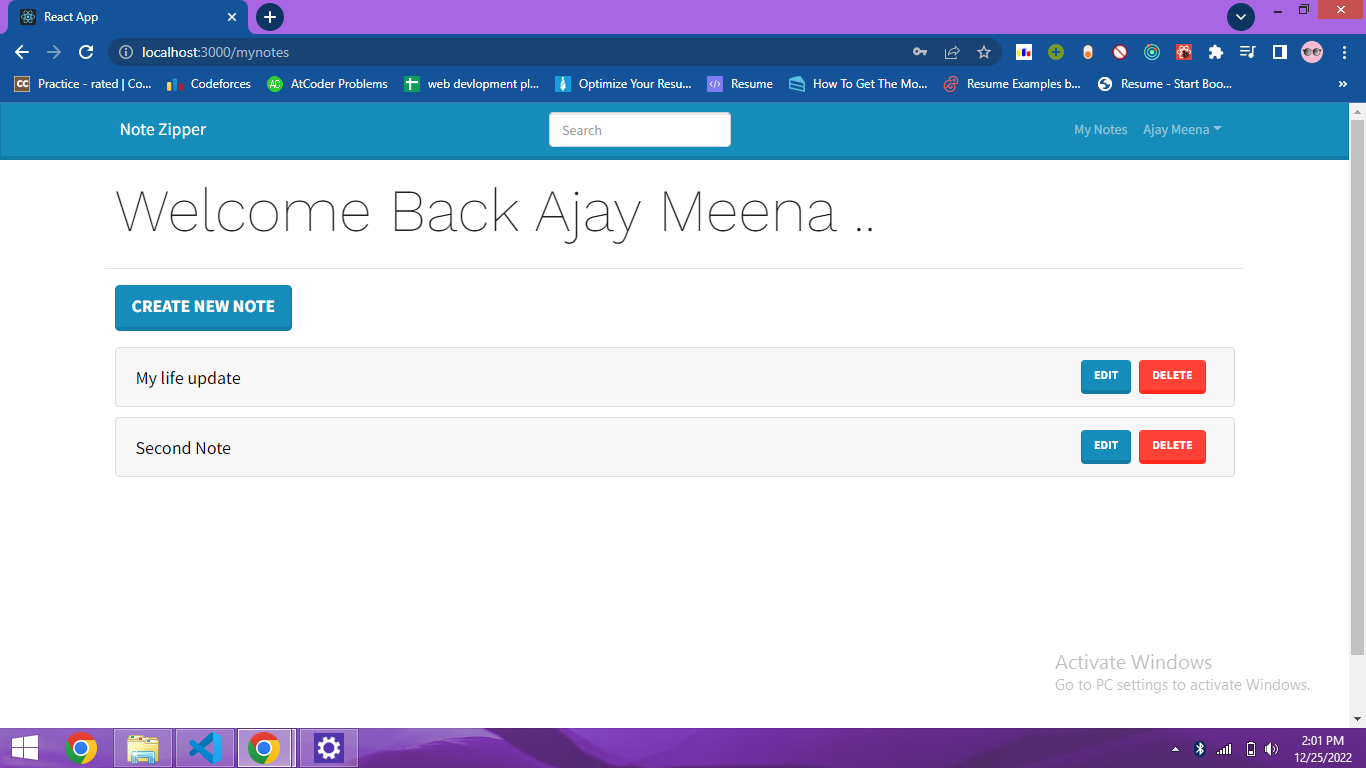 React App
localhost:3000/mynotes
CC Practice - rated | Co... Codeforces AD AtCoder Problems web devlopment pl... Optimize Your Resu... </> Resume How To Get The Mo... Resume Examples b... Resume - Start Boo... »
Note Zipper Search My Notes Ajay Meena
Welcome Back Ajay Meena ..
CREATE NEW NOTE
My life update EDIT DELETE
Second Note EDIT DELETE
Activate Windows
Go to PC settings to activate Windows.
2:01 PM
12/25/2022